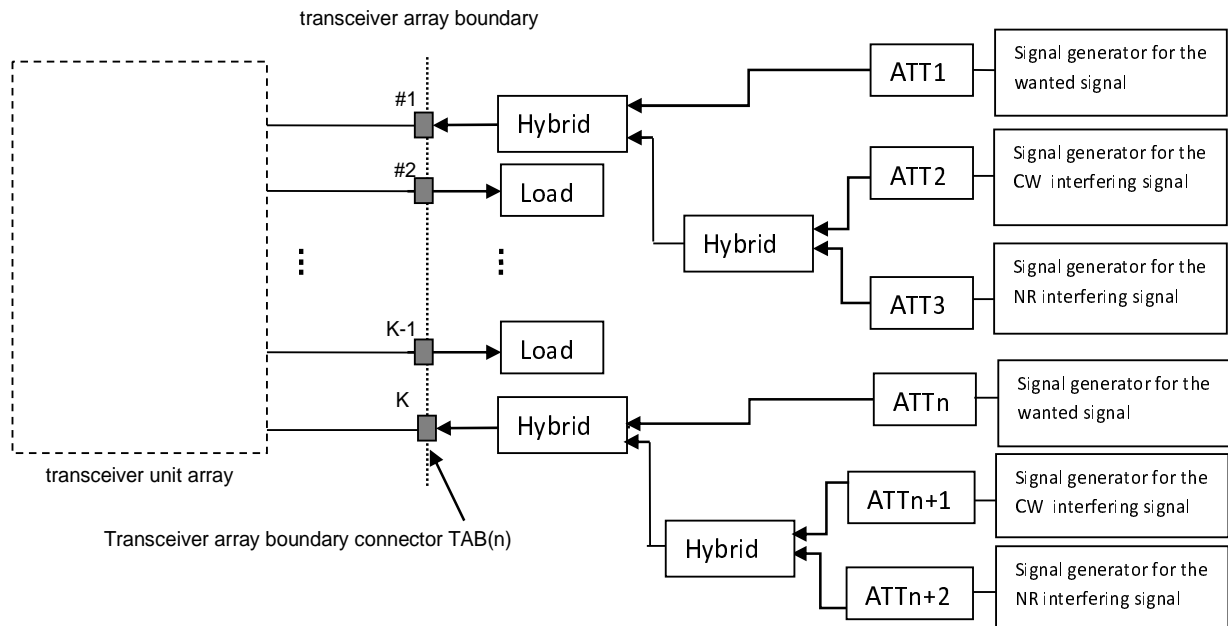 transceiver array boundary
#1
Hybrid
ATT1
Signal generator for the
wanted signal
#2
Load
ATT2
Signal generator for the
CW interfering signal
Hybrid
⋮
⋮
ATT3
Signal generator for the
NR interfering signal
K-1
Load
K
Hybrid
ATTn
Signal generator for the
wanted signal
transceiver unit array
ATTn+1
Signal generator for the
CW interfering signal
Transceiver array boundary connector TAB(n)
Hybrid
ATTn+2
Signal generator for the
NR interfering signal